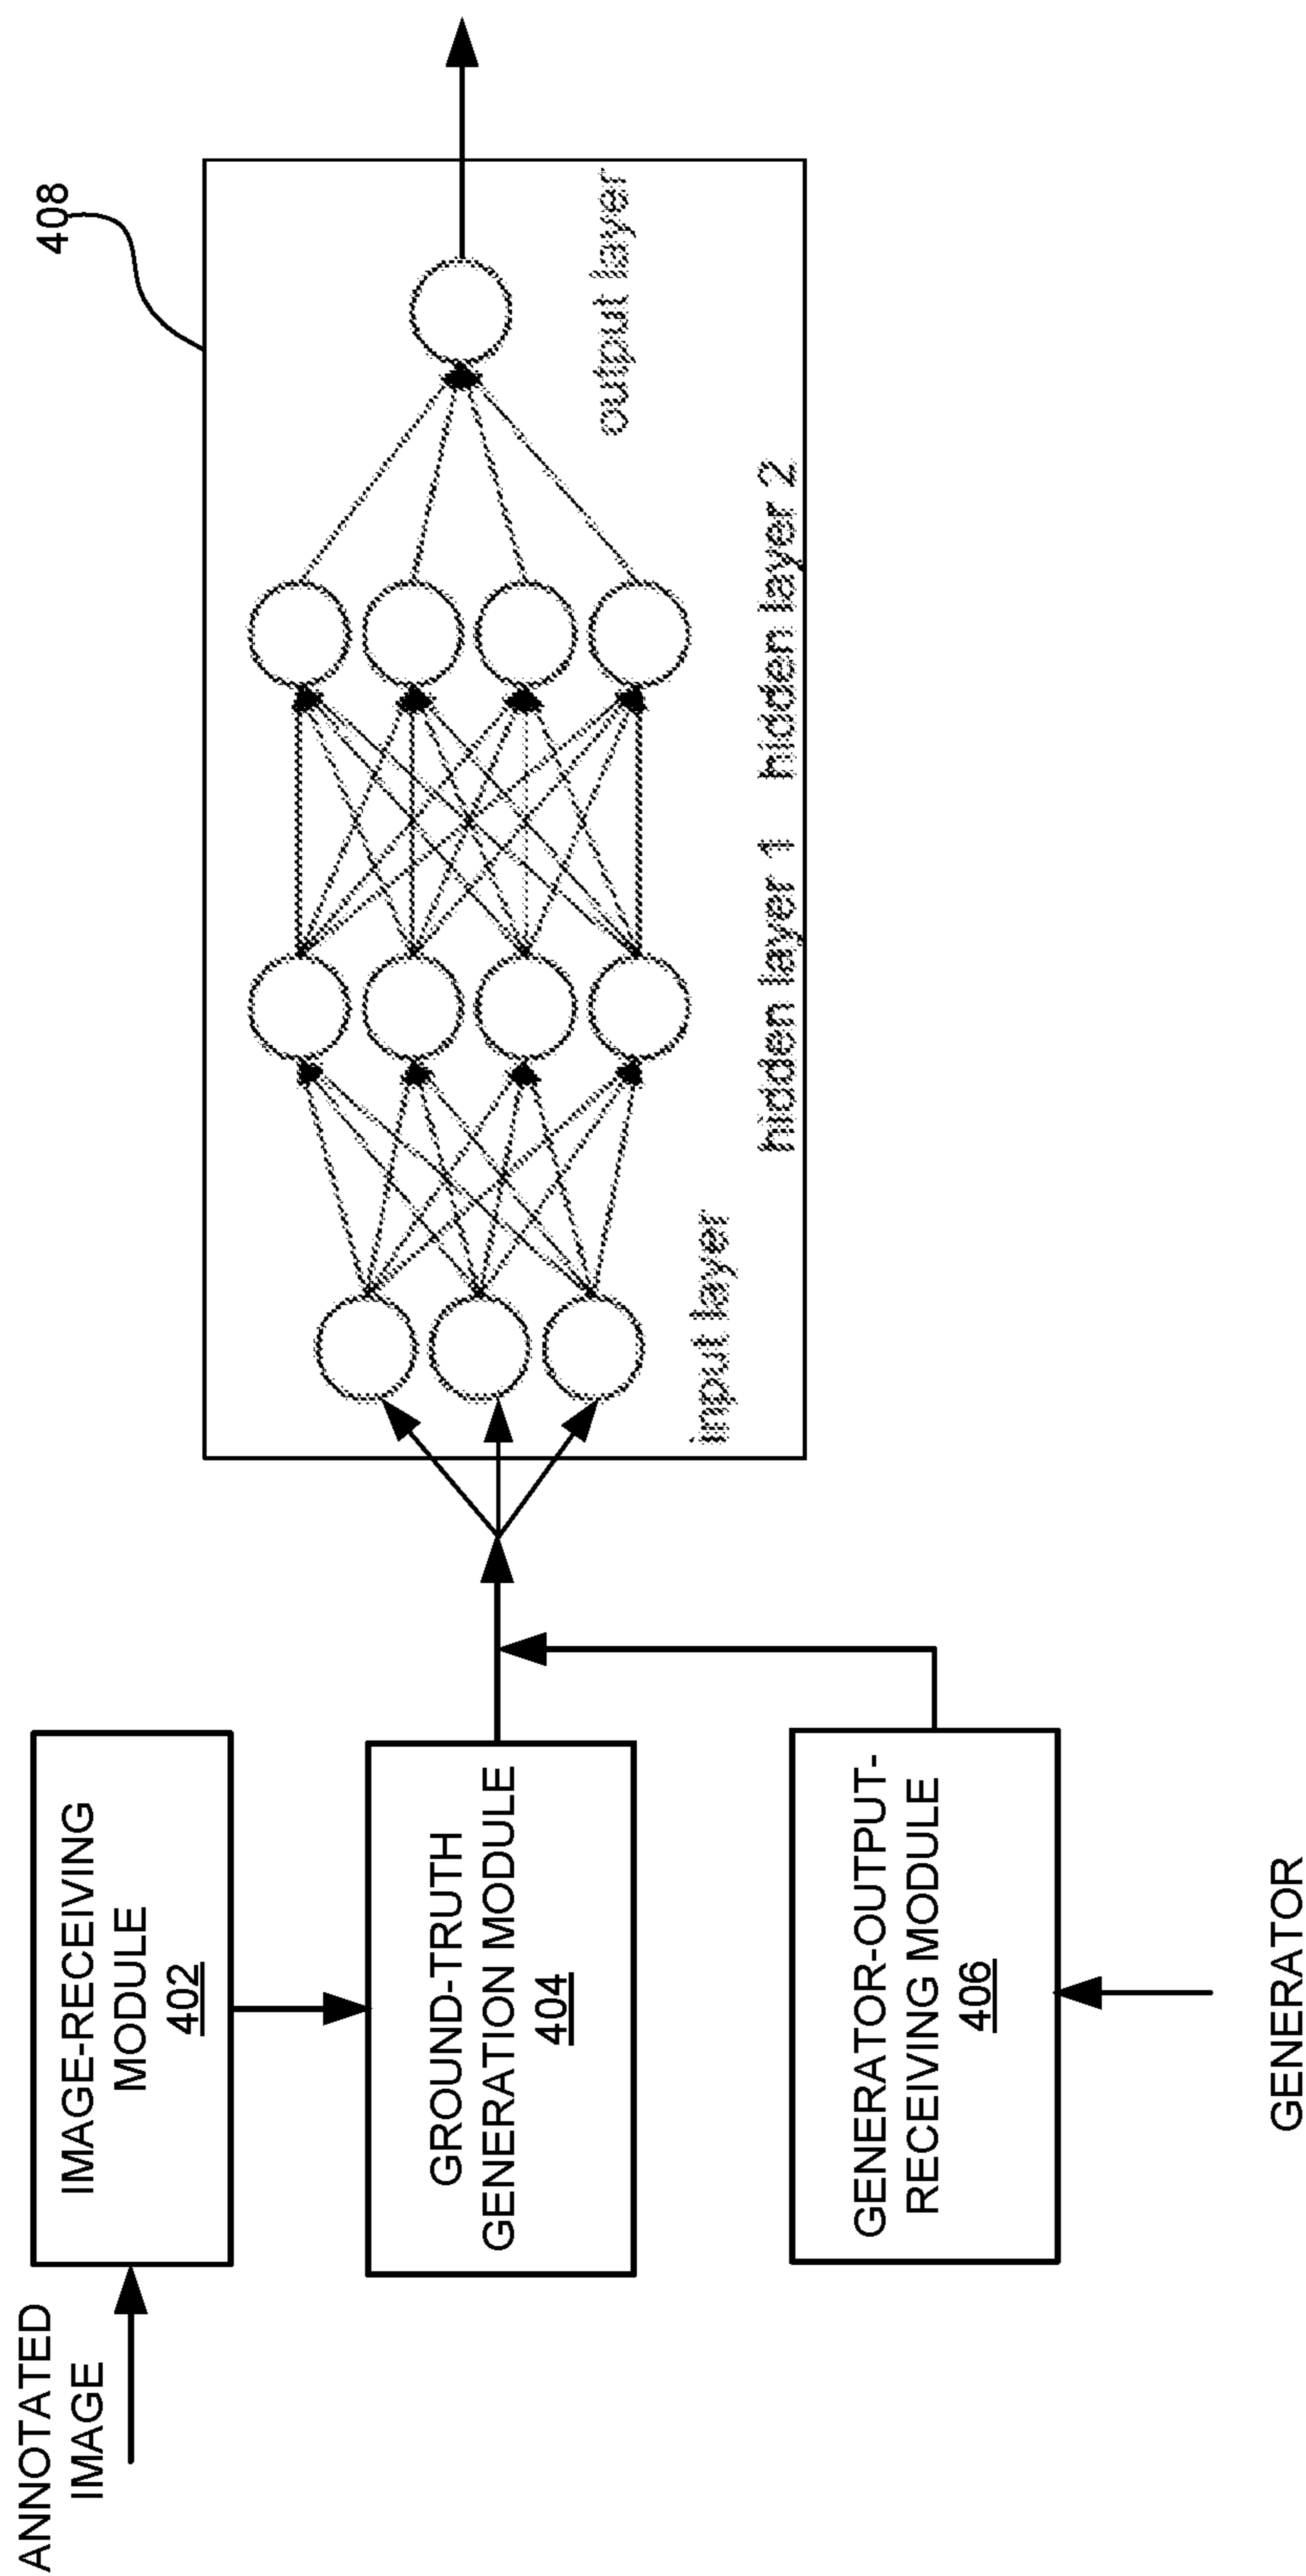 ANNOTATED
IMAGE
IMAGE-RECEIVING
MODULE
402
GROUND-TRUTH
GENERATION MODULE
404
GENERATOR-OUTPUT-
RECEIVING MODULE
406
GENERATOR
408
input layer
hidden layer 1
hidden layer 2
output layer